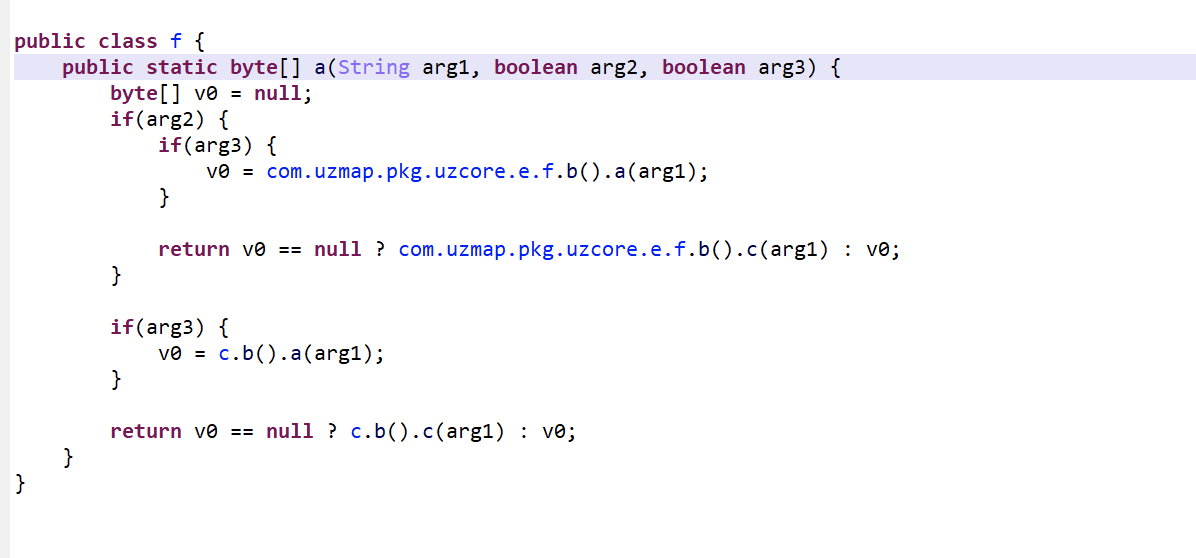 public class f {
    public static byte[] a(String arg1, boolean arg2, boolean arg3) {
        byte[] v0 = null;
        if(arg2) {
            if(arg3) {
                v0 = com.uzmap.pkg.uzcore.e.f.b().a(arg1);
            }

            return v0 == null ? com.uzmap.pkg.uzcore.e.f.b().c(arg1) : v0;
        }

        if(arg3) {
            v0 = c.b().a(arg1);
        }

        return v0 == null ? c.b().c(arg1) : v0;
    }
}